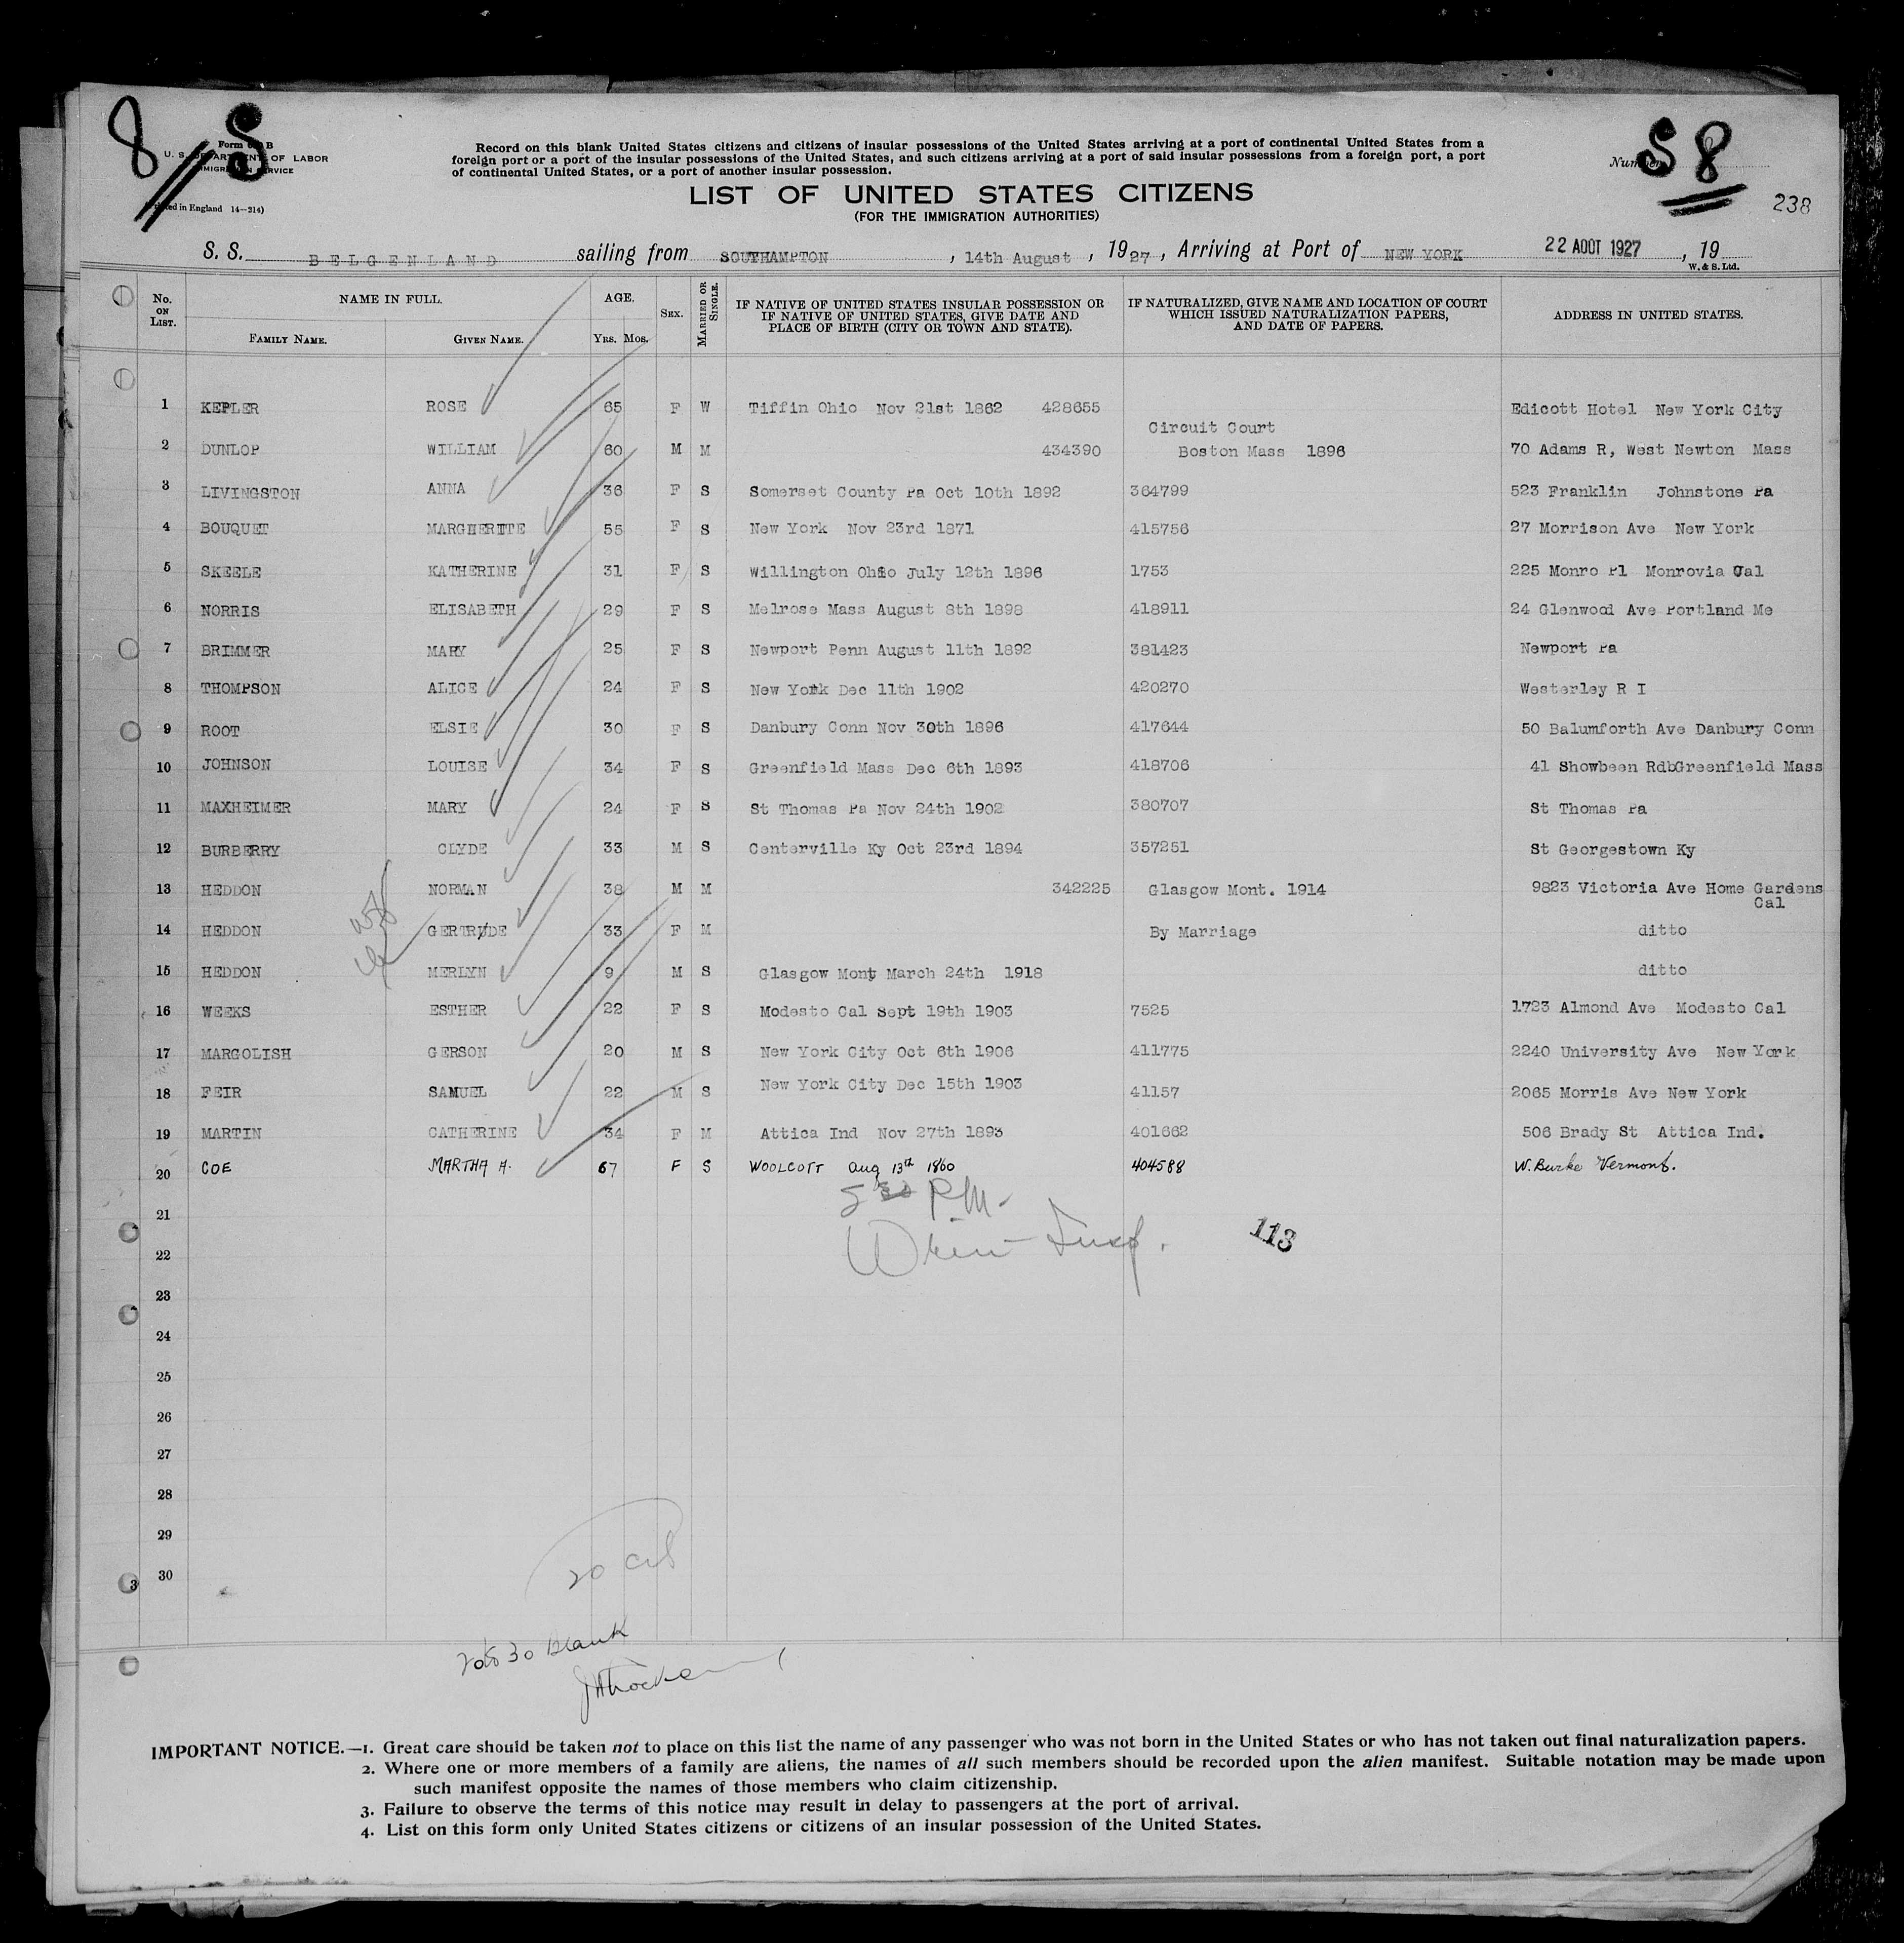 8 S
S 8
Form 630 B
U. S. DEPARTMENT OF LABOR
IMMIGRATION SERVICE
(Printed in England 14—214)
Record on this blank United States citizens and citizens of insular possessions of the United States arriving at a port of continental United States from a
foreign port or a port of the insular possessions of the United States, and such citizens arriving at a port of said insular possessions from a foreign port, a port
of continental United States, or a port of another insular possession.
Number
238
LIST OF UNITED STATES CITIZENS
(FOR THE IMMIGRATION AUTHORITIES)
S. S. BELGENLAND sailing from SOUTHAMPTON, 14th August, 1927, Arriving at Port of NEW YORK 22 AOUT 1927, 19
W. & S. Ltd.
No. ON LIST. NAME IN FULL. FAMILY NAME. GIVEN NAME. AGE. YRS. MOS. SEX. MARRIED OR SINGLE. IF NATIVE OF UNITED STATES INSULAR POSSESSION OR IF NATIVE OF UNITED STATES, GIVE DATE AND PLACE OF BIRTH (CITY OR TOWN AND STATE). IF NATURALIZED, GIVE NAME AND LOCATION OF COURT WHICH ISSUED NATURALIZATION PAPERS, AND DATE OF PAPERS. ADDRESS IN UNITED STATES.
1 KEPLER ROSE 65 F W Tiffin Ohio Nov 21st 1862 428655 Edicott Hotel New York City
2 DUNLOP WILLIAM 60 M M 434390 Circuit Court Boston Mass 1896 70 Adams R, West Newton Mass
3 LIVINGSTON ANNA 36 F S Somerset County Pa Oct 10th 1892 364799 523 Franklin Johnstone Pa
4 BOUQUET MARGHERITE 55 F S New York Nov 23rd 1871 415756 27 Morrison Ave New York
5 SKEELE KATHERINE 31 F S Willington Ohio July 12th 1896 1753 225 Monro Pl Monrovia Cal
6 NORRIS ELISABETH 29 F S Melrose Mass August 8th 1898 418911 24 Glenwood Ave Portland Me
7 BRIMMER MARY 25 F S Newport Penn August 11th 1892 381423 Newport Pa
8 THOMPSON ALICE 24 F S New York Dec 11th 1902 420270 Westerley R I
9 ROOT ELSIE 30 F S Danbury Conn Nov 30th 1896 417644 50 Balumforth Ave Danbury Conn
10 JOHNSON LOUISE 34 F S Greenfield Mass Dec 6th 1893 418706 41 Showbeen RdbGreenfield Mass
11 MAXHEIMER MARY 24 F S St Thomas Pa Nov 24th 1902 380707 St Thomas Pa
12 BURBERRY CLYDE 33 M S Centerville Ky Oct 23rd 1894 357251 St Georgestown Ky
13 HEDDON NORMAN 38 M M 342225 Glasgow Mont. 1914 9823 Victoria Ave Home Gardens Cal
14 HEDDON GERTRUDE 33 F M By Marriage ditto
15 HEDDON MERLYN 9 M S Glasgow Mont March 24th 1918 ditto
16 WEEKS ESTHER 22 F S Modesto Cal Sept 19th 1903 7525 1723 Almond Ave Modesto Cal
17 MARGOLISH GERSON 20 M S New York City Oct 6th 1906 411775 2240 University Ave New York
18 FEIR SAMUEL 22 M S New York City Dec 15th 1903 41157 2065 Morris Ave New York
19 MARTIN CATHERINE 34 F M Attica Ind Nov 27th 1893 401662 506 Brady St Attica Ind.
20 COE MARTHA A. 67 F S WOOLCOTT Aug 13th 1860 404588 W. Burke Vermont.
21
5 30 P.M.
22
113
23
24
25
26
27
28
29
30
20 cit
20 to 30 Blank
3
IMPORTANT NOTICE.—1. Great care should be taken not to place on this list the name of any passenger who was not born in the United States or who has not taken out final naturalization papers.
2. Where one or more members of a family are aliens, the names of all such members should be recorded upon the alien manifest. Suitable notation may be made upon
such manifest opposite the names of those members who claim citizenship.
3. Failure to observe the terms of this notice may result in delay to passengers at the port of arrival.
4. List on this form only United States citizens or citizens of an insular possession of the United States.